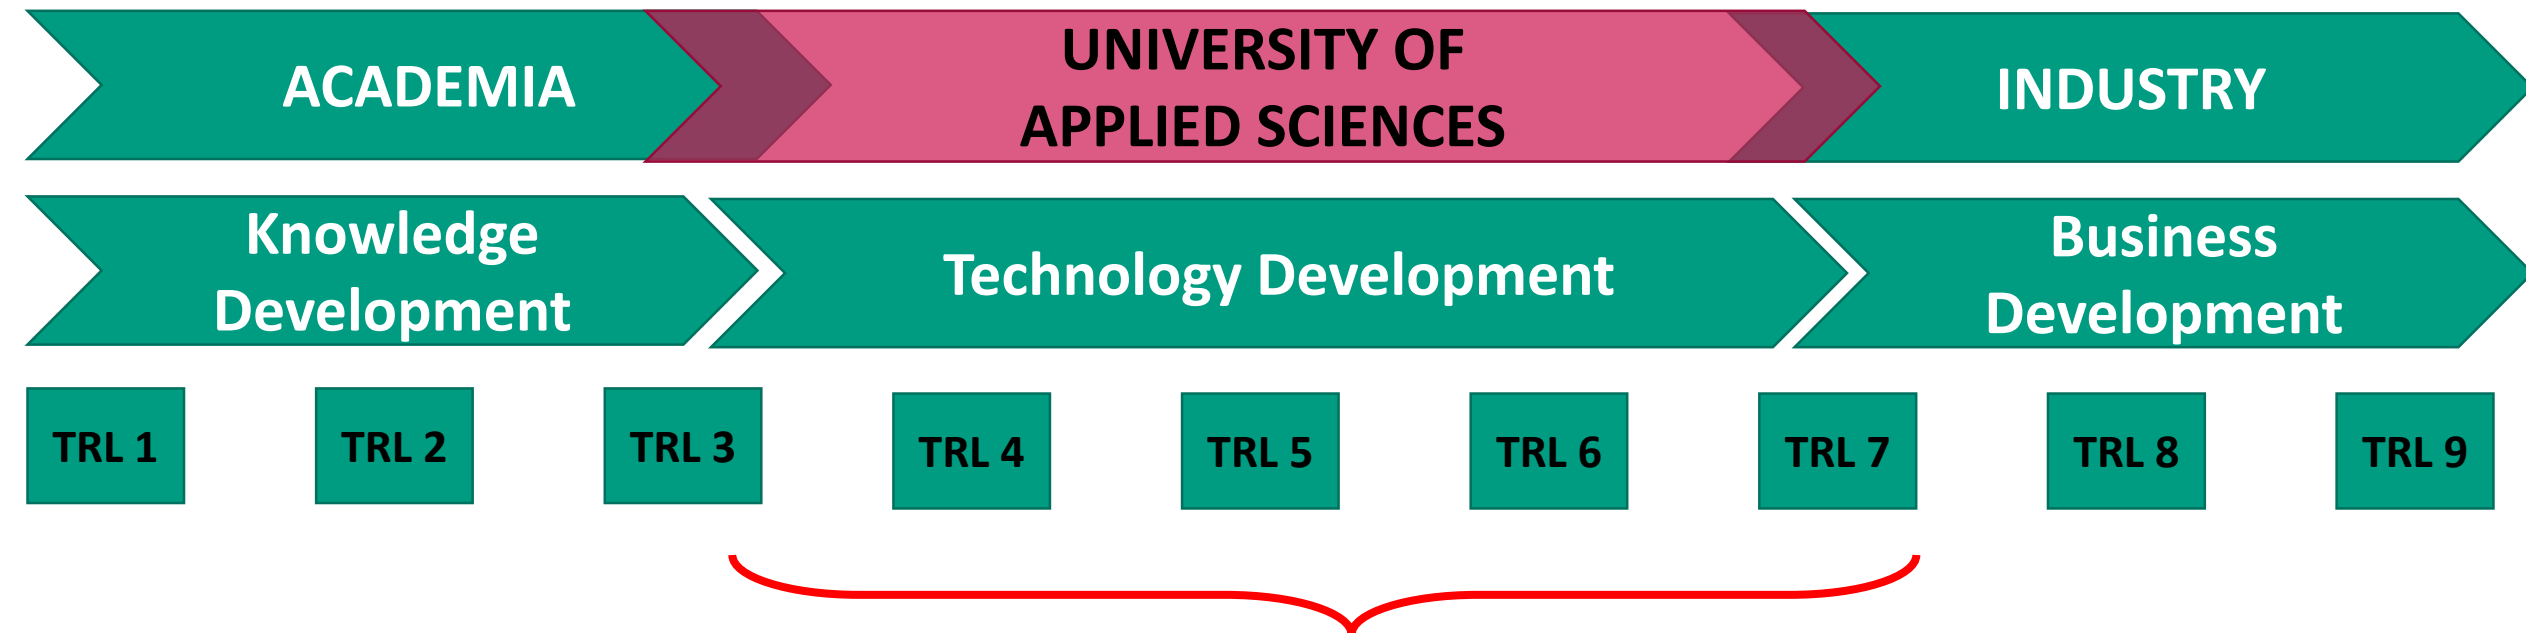 ACADEMIA
UNIVERSITY OF
APPLIED SCIENCES
INDUSTRY
Knowledge
Development
Technology Development
Business
Development
TRL 1
TRL 2
TRL 3
TRL 4
TRL 5
TRL 6
TRL 7
TRL 8
TRL 9